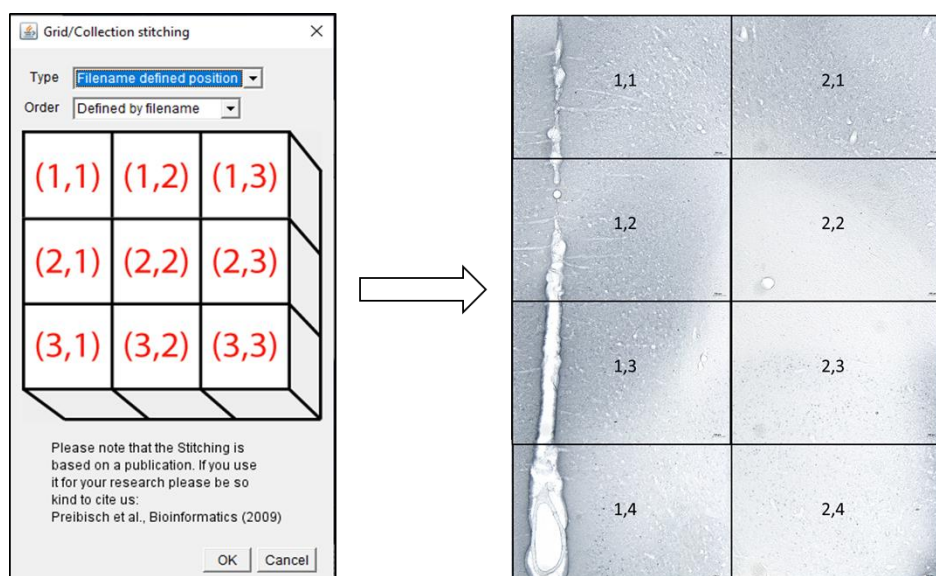 Grid/Collection stitching
Type Filename defined position
Order Defined by filename
(1,1) (1,2) (1,3)
(2,1) (2,2) (2,3)
(3,1) (3,2) (3,3)
Please note that the Stitching is
based on a publication. If you use
it for your research please be so
kind to cite us:
Preibisch et al., Bioinformatics (2009)
OK Cancel
1,1 2,1
1,2 2,2
1,3 2,3
1,4 2,4